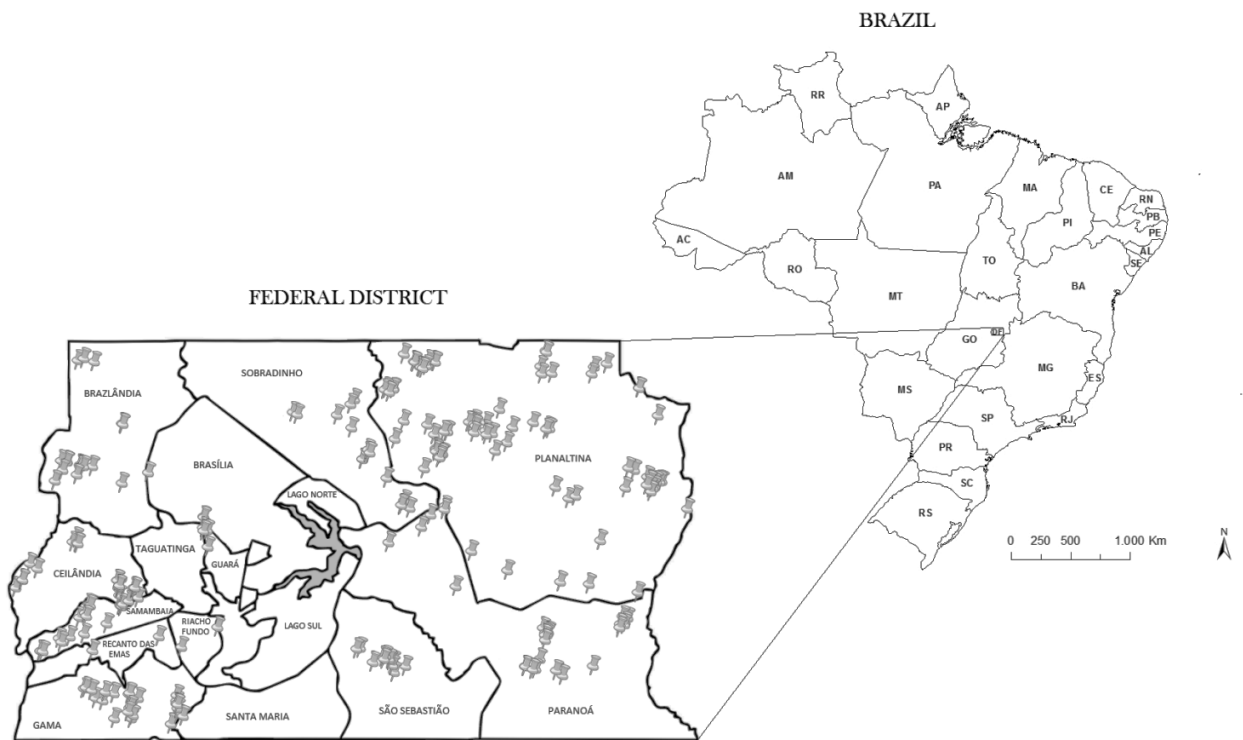 BRAZIL
RR
AP
AM
PA
MA
CE
RN
PB
PE
AL
SE
PI
AC
RO
TO
BA
MT
FEDERAL DISTRICT
GO
DF
MG
ES
MS
SP
RJ
PR
SC
RS
N
0 250 500 1.000 Km
SOBRADINHO
BRAZLÂNDIA
BRASÍLIA
PLANALTINA
LAGO NORTE
TAGUATINGA
GUARÁ
CEILÂNDIA
SAMAMBAIA
RIACHO
FUNDO
LAGO SUL
RECANTO DAS
EMAS
GAMA
SANTA MARIA
SÃO SEBASTIÃO
PARANOÁ